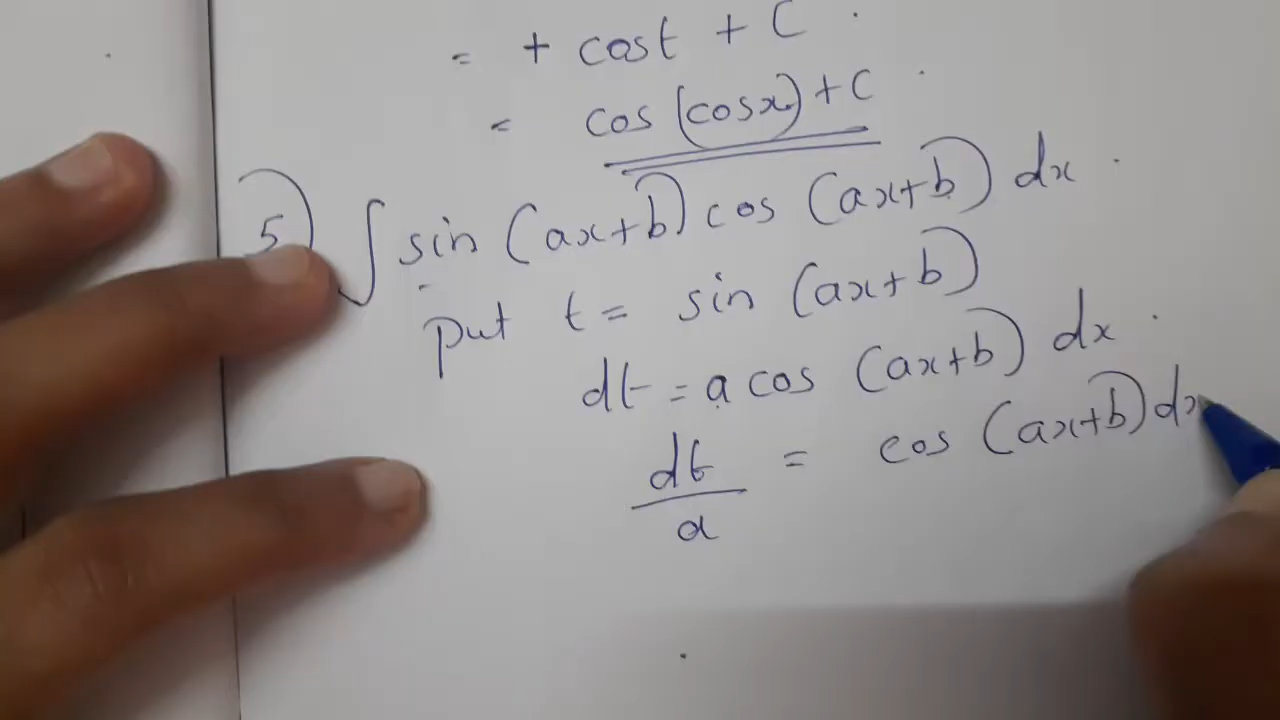 = + cost + C
= cos (cosx) + C
5) ∫ sin (ax+b) cos (ax+b) dx
put t = sin (ax+b)
dt = a cos (ax+b) dx
dt/a = cos (ax+b) dx